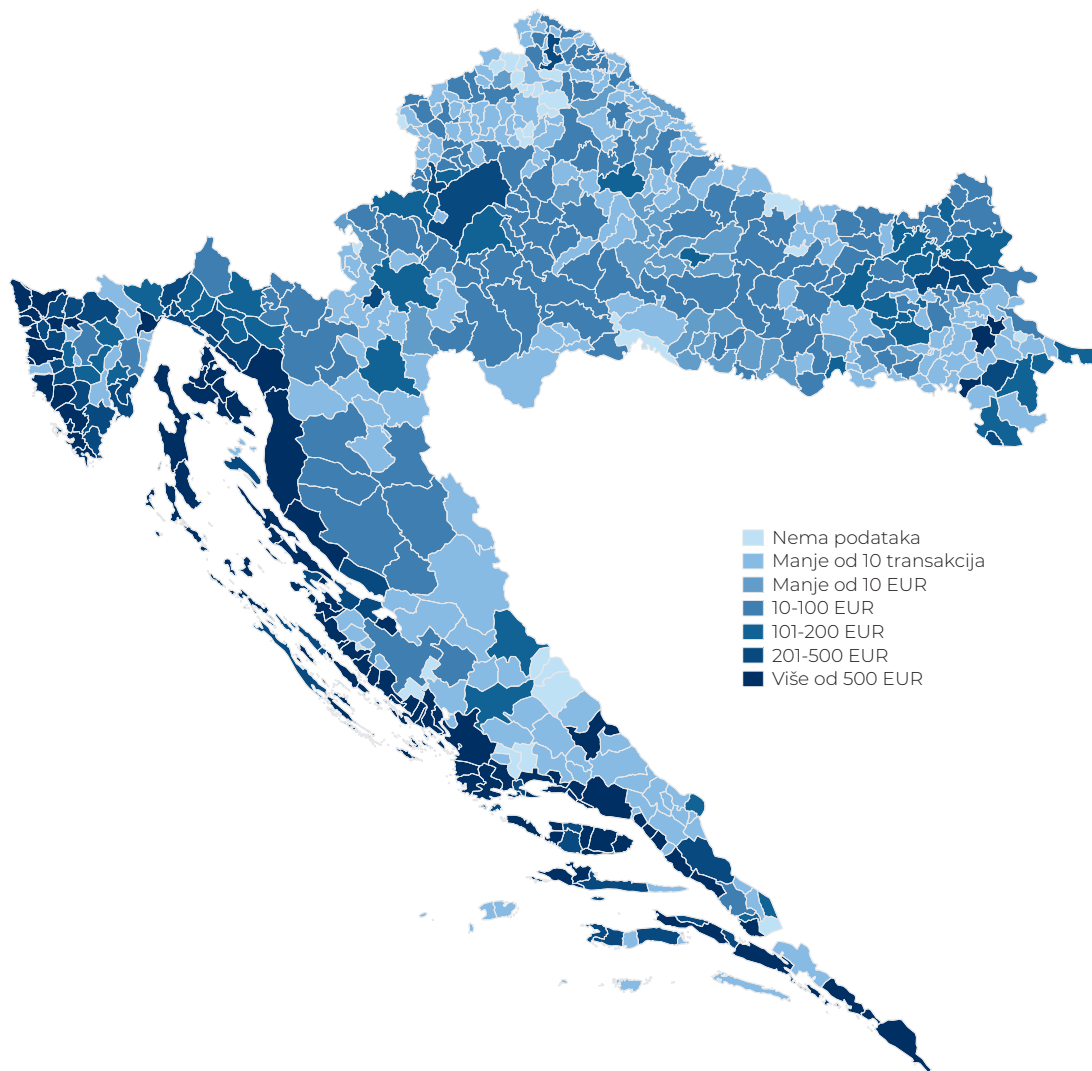 Nema podataka
Manje od 10 transakcija
Manje od 10 EUR
10-100 EUR
101-200 EUR
201-500 EUR
Više od 500 EUR